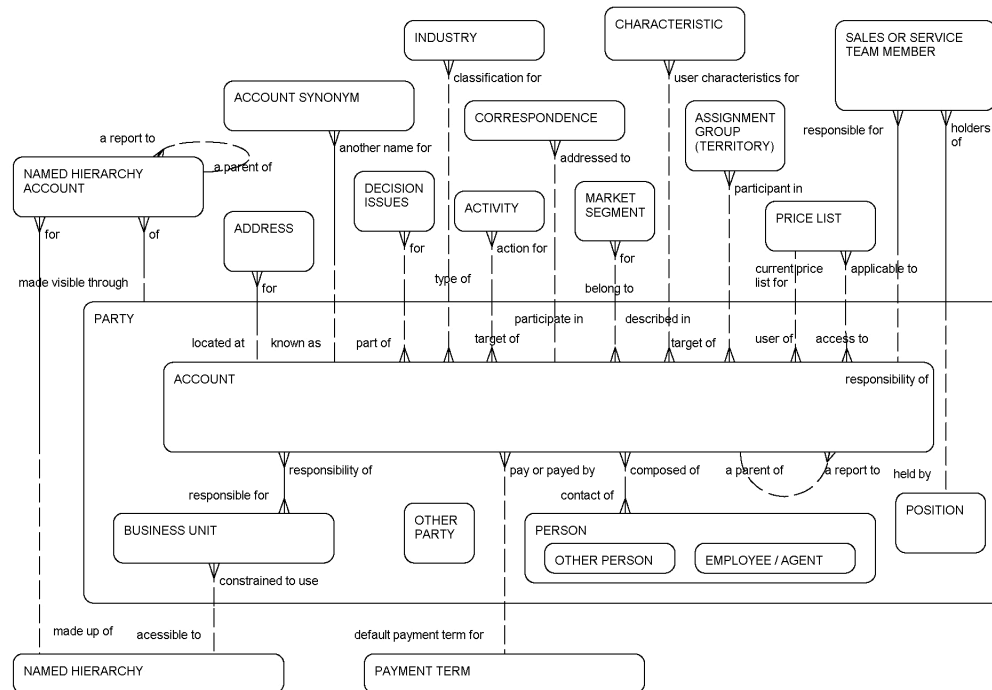 INDUSTRY
CHARACTERISTIC
SALES OR SERVICE
TEAM MEMBER
classification for
user characteristics for
ACCOUNT SYNONYM
CORRESPONDENCE
ASSIGNMENT
GROUP
(TERRITORY)
responsible for
holders
of
a report to
another name for
addressed to
a parent of
NAMED HIERARCHY
ACCOUNT
DECISION
ISSUES
ACTIVITY
MARKET
SEGMENT
participant in
PRICE LIST
ADDRESS
for
of
for
action for
for
current price
list for
applicable to
made visible through
for
type of
belong to
PARTY
participate in
described in
located at
known as
part of
target of
target of
user of
access to
ACCOUNT
responsibility of
responsibility of
pay or payed by
composed of
a parent of
a report to
held by
responsible for
contact of
BUSINESS UNIT
OTHER
PARTY
PERSON
POSITION
OTHER PERSON
EMPLOYEE / AGENT
constrained to use
made up of
acessible to
default payment term for
NAMED HIERARCHY
PAYMENT TERM